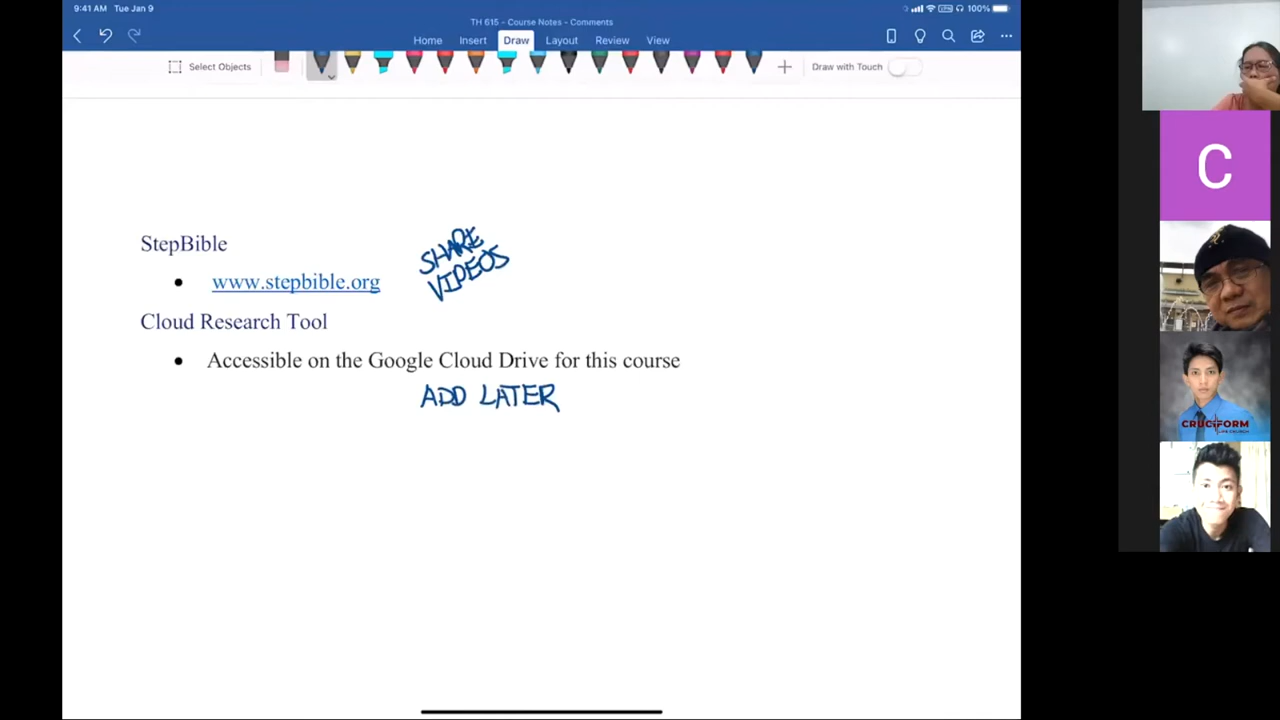 9:41 AM Tue Jan 9
100%
TH 615 - Course Notes - Comments
Home Insert Draw Layout Review View
Select Objects
Draw with Touch
StepBible
SHARE
VIDEOS
• www.stepbible.org
Cloud Research Tool
• Accessible on the Google Cloud Drive for this course
ADD LATER
C
CRUCIFORM
LIFE CHURCH